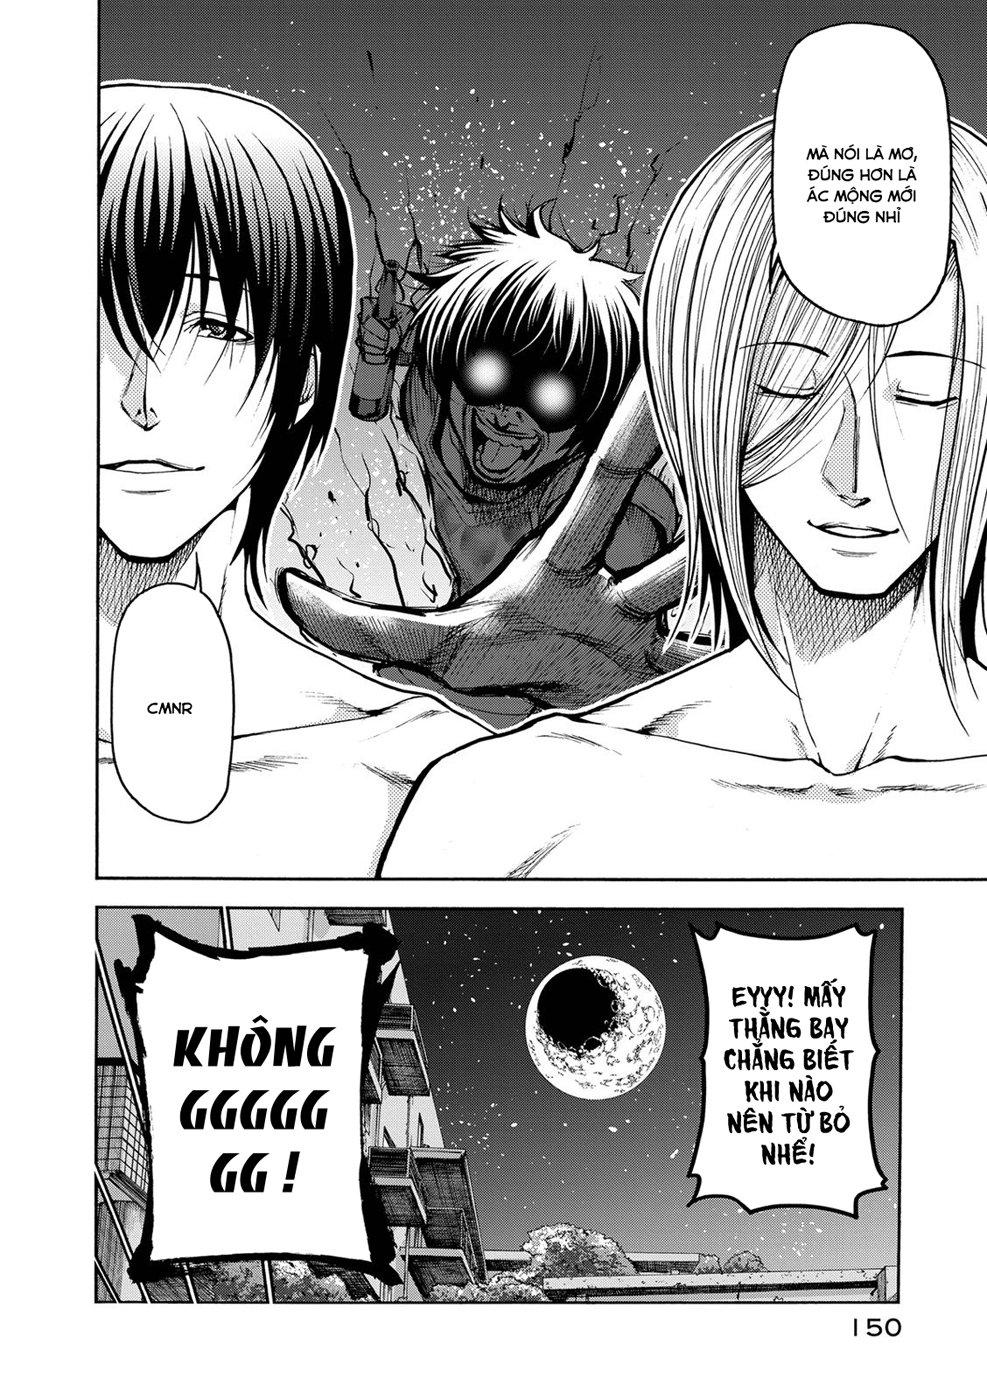 MÀ NÓI LÀ MƠ,
ĐÚNG HƠN LÀ
ÁC MỘNG MỚI
ĐÚNG NHỈ
CMNR
EYYY! MẤY
THẰNG BAY
CHẲNG BIẾT
KHI NÀO
NÊN TỪ BỎ
NHỂ!
KHÔNG
GGGGG
GG!
150